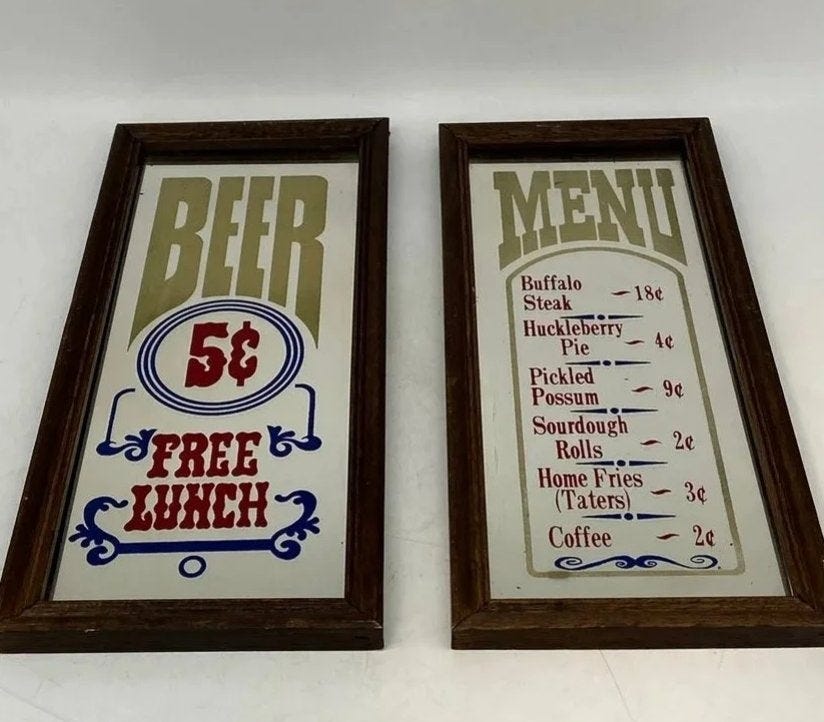 BEER
5¢
FREE
LUNCH
MENU
Buffalo
Steak - 18¢
Huckleberry
Pie - 4¢
Pickled
Possum - 9¢
Sourdough
Rolls - 2¢
Home Fries
(Taters) - 3¢
Coffee - 2¢